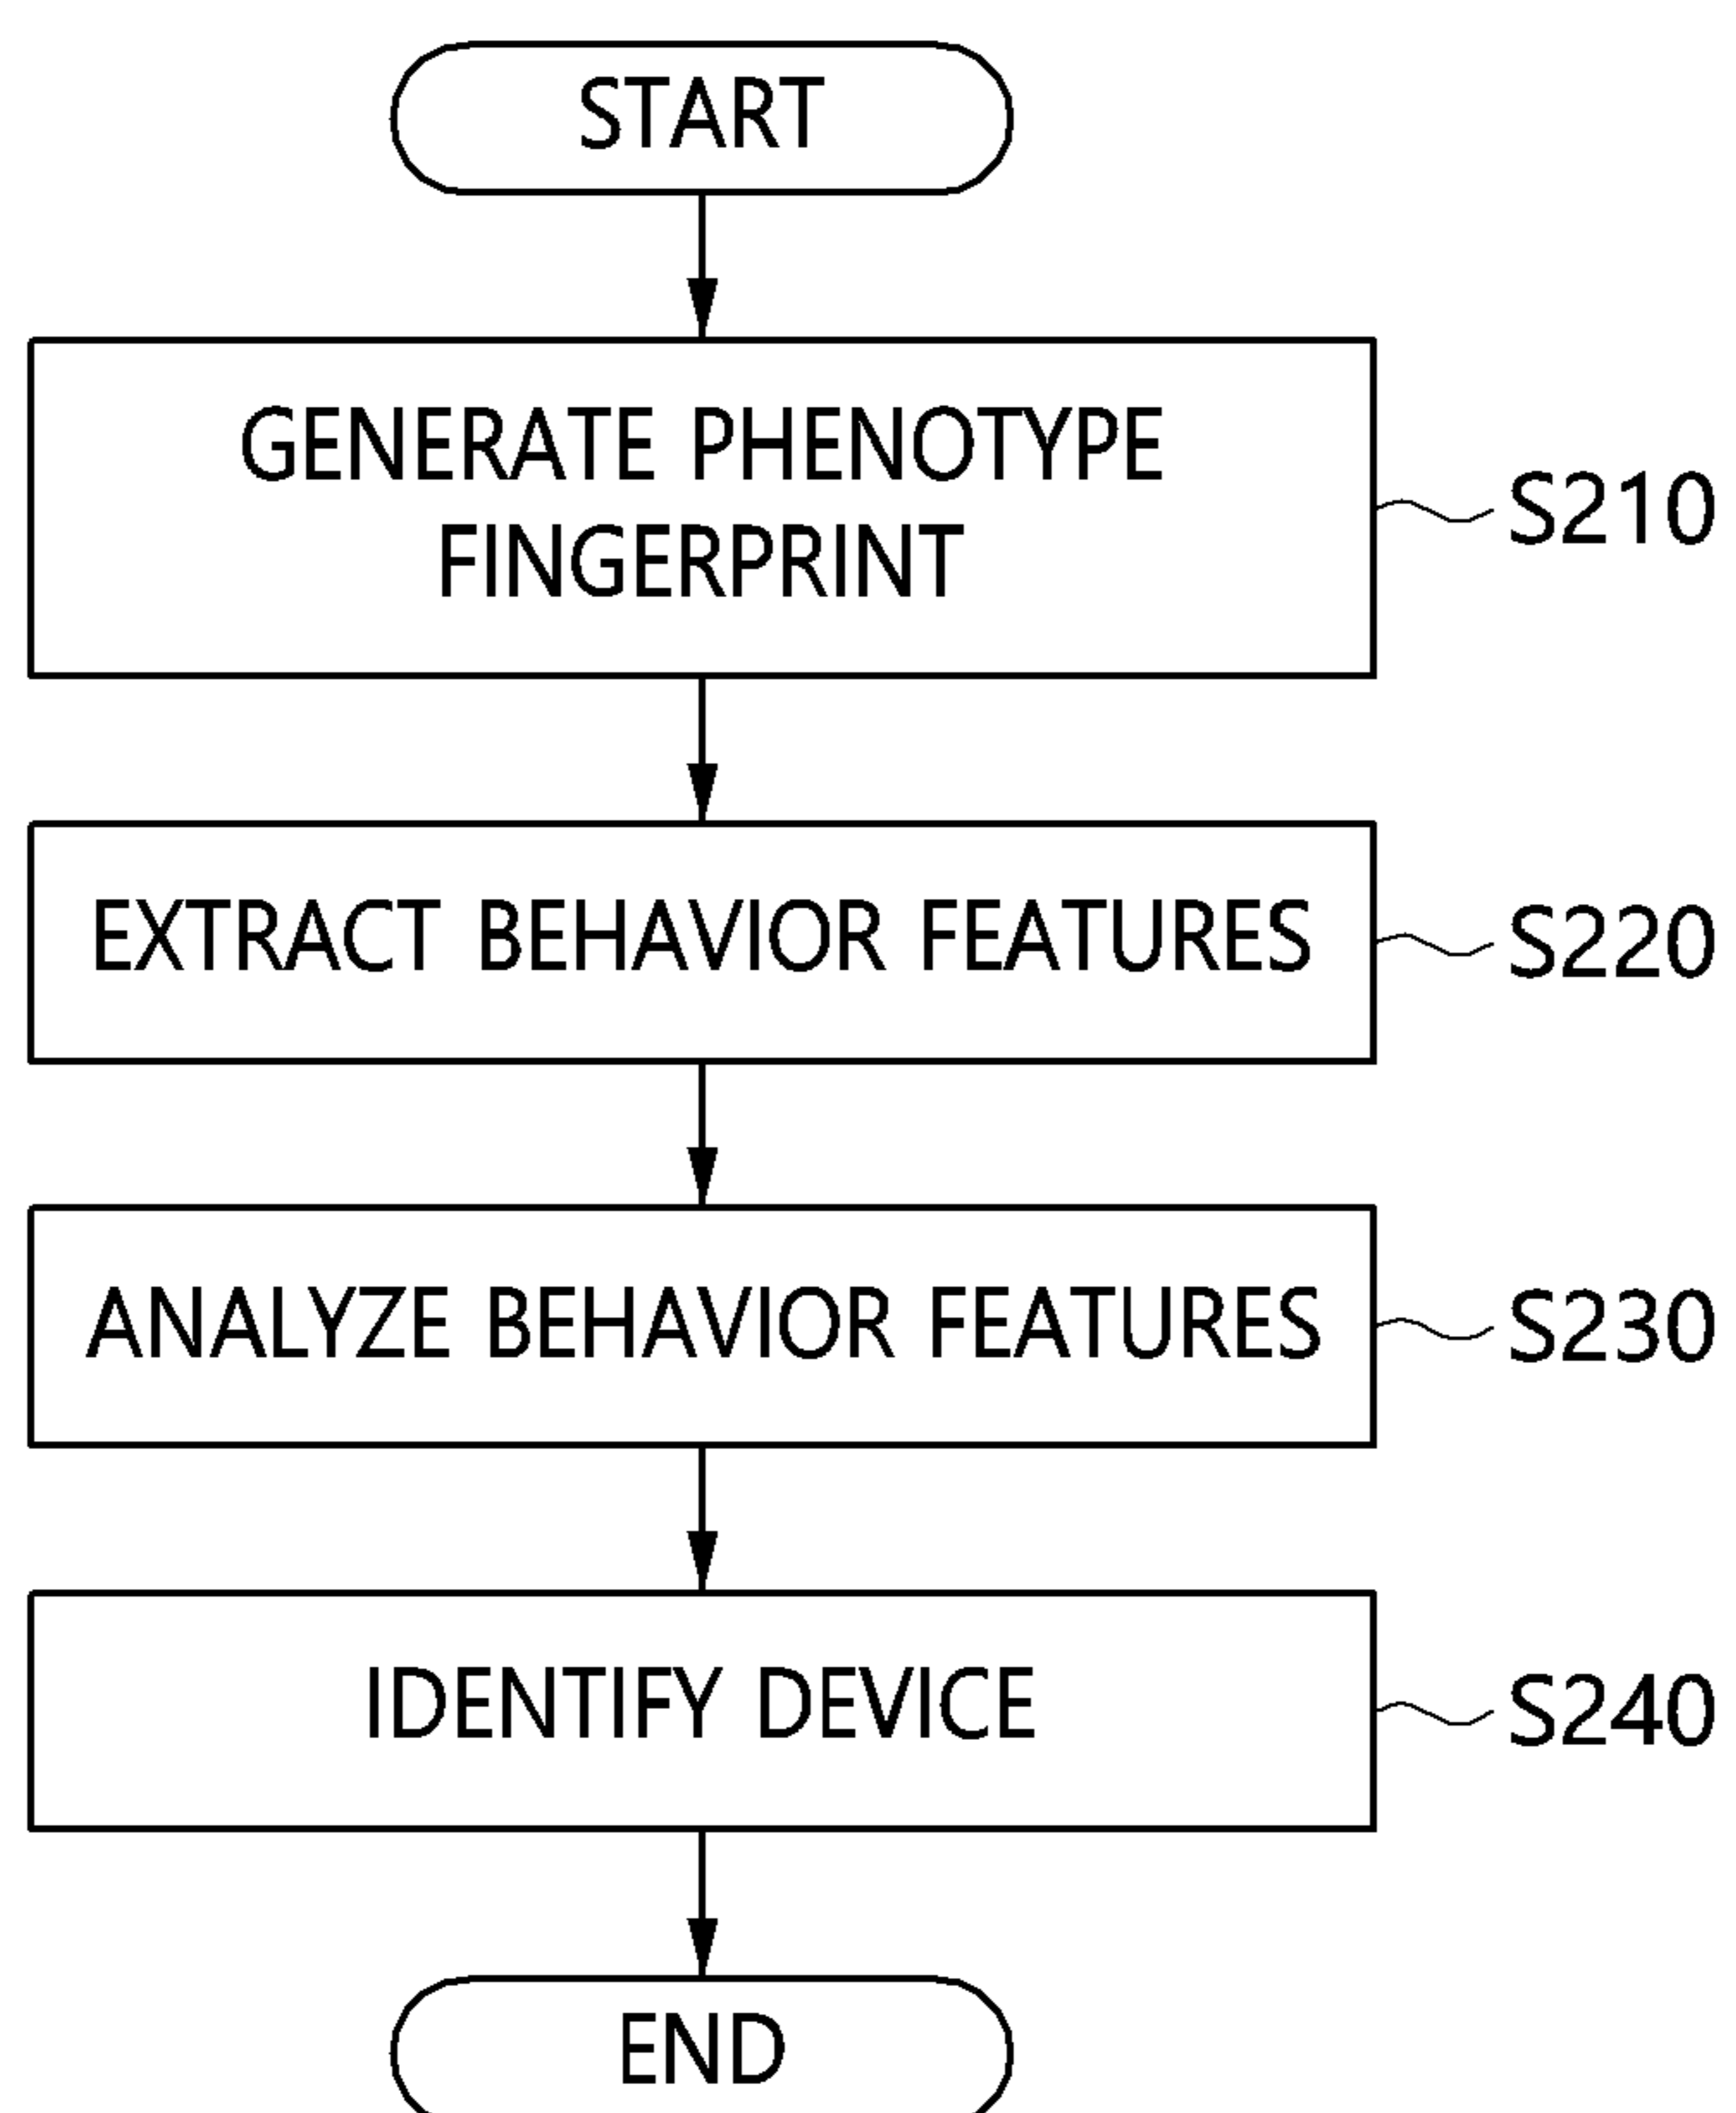 START
GENERATE PHENOTYPE
FINGERPRINT
S210
EXTRACT BEHAVIOR FEATURES
S220
ANALYZE BEHAVIOR FEATURES
S230
IDENTIFY DEVICE
S240
END